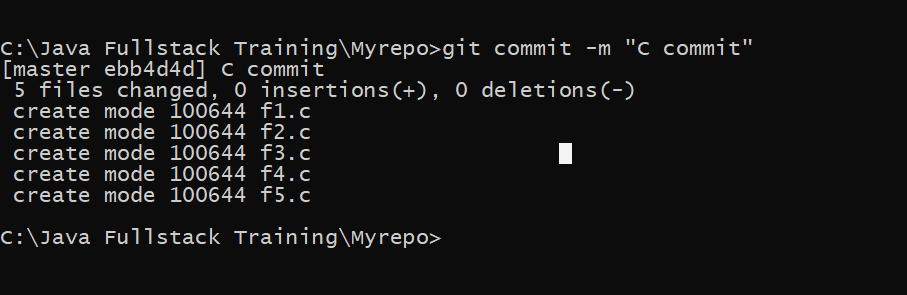 C:\Java Fullstack Training\Myrepo>git commit -m "C commit"
[master ebb4d4d] C commit
 5 files changed, 0 insertions(+), 0 deletions(-)
 create mode 100644 f1.c
 create mode 100644 f2.c
 create mode 100644 f3.c
 create mode 100644 f4.c
 create mode 100644 f5.c
C:\Java Fullstack Training\Myrepo>